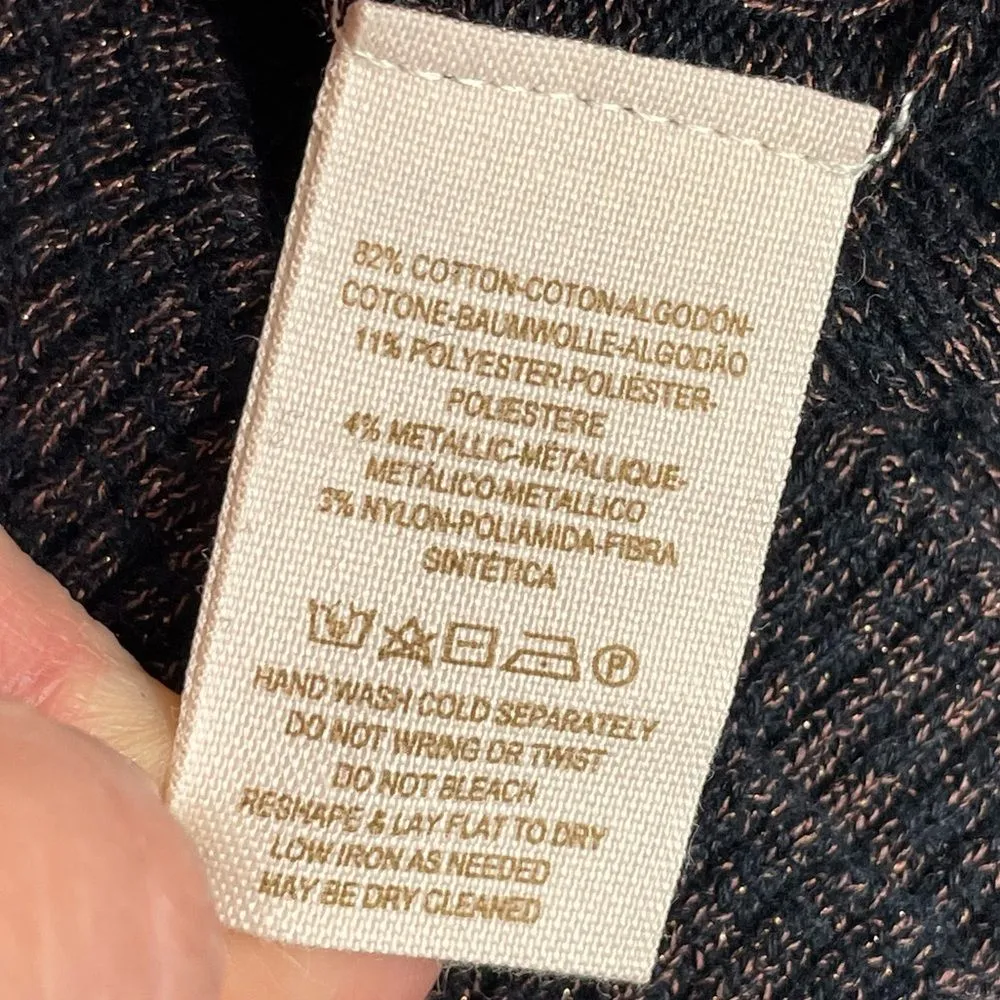 82% COTTON-COTON-ALGODÓN-
COTONE-BAUMWOLLE-ALGODÃO
11% POLYESTER-POLIÉSTER-
POLIESTERE
4% METALLIC-MÉTALLIQUE-
METÁLICO-METALLICO
3% NYLON-POLIAMIDA-FIBRA
SINTÉTICA
P
HAND WASH COLD SEPARATELY
DO NOT WRING OR TWIST
DO NOT BLEACH
RESHAPE & LAY FLAT TO DRY
LOW IRON AS NEEDED
MAY BE DRY CLEANED